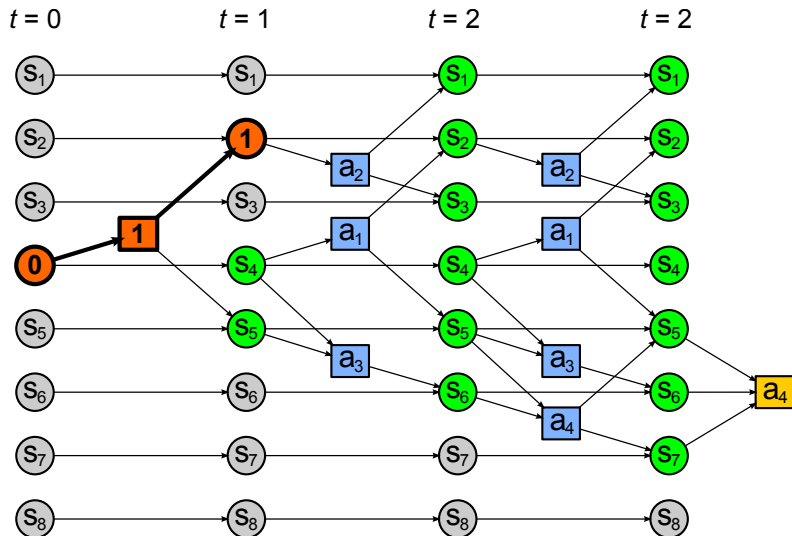 t = 0 t = 1 t = 2 t = 2
s1 s1 s1 s1
s2 1 s2 s2
a2 a2
s3 s3 s3 s3
1 a1 a1
0 s4 s4 s4
s5 s5 s5 s5
a3 a3
s6 s6 s6 s6 a4
a4
s7 s7 s7 s7
s8 s8 s8 s8